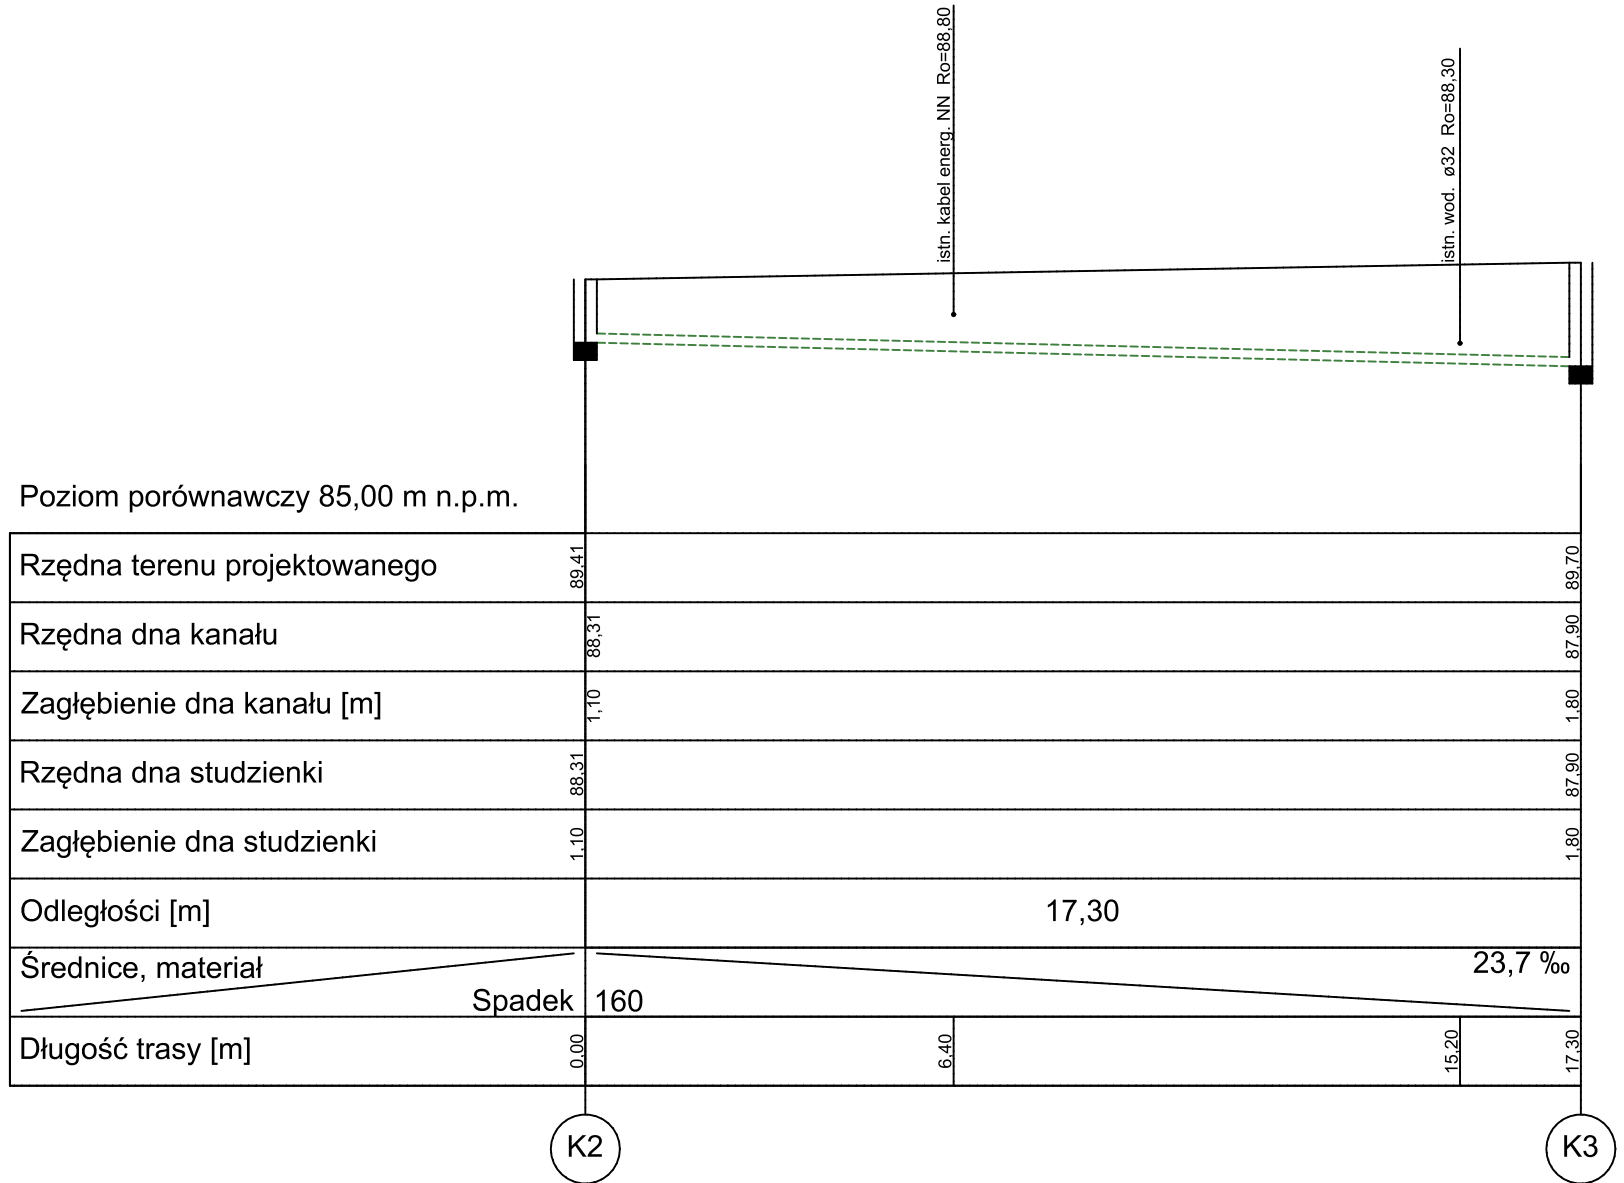 istn. kabel energ. NN Ro=88,80
istn. wod. ø32 Ro=88,30
Poziom porównawczy 85,00 m n.p.m.
Rzędna terenu projektowanego 89,41 89,70
Rzędna dna kanału 88,31 87,90
Zagłębienie dna kanału [m] 1,10 1,80
Rzędna dna studzienki 88,31 87,90
Zagłębienie dna studzienki 1,10 1,80
Odległości [m] 17,30
Średnice, materiał 23,7 ‰
Spadek 160
Długość trasy [m] 0,00 6,40 15,20 17,30
K2 K3